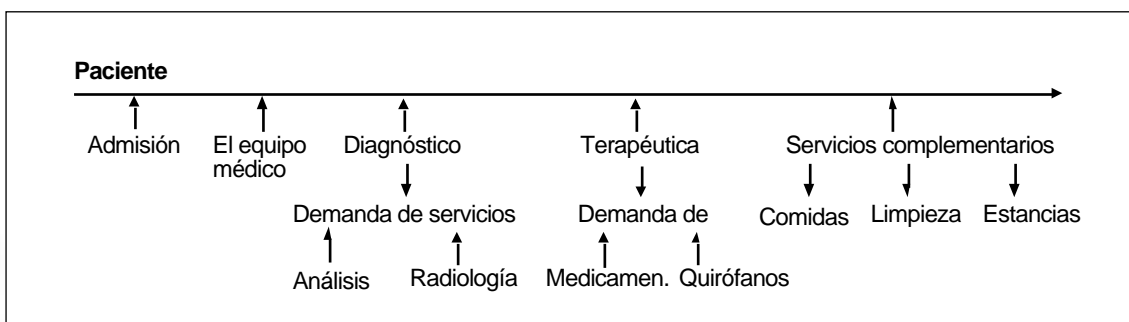 Paciente
Admisión
El equipo
médico
Diagnóstico
Terapéutica
Servicios complementarios
Demanda de servicios
Demanda de
Comidas
Limpieza
Estancias
Análisis
Radiología
Medicamen.
Quirófanos